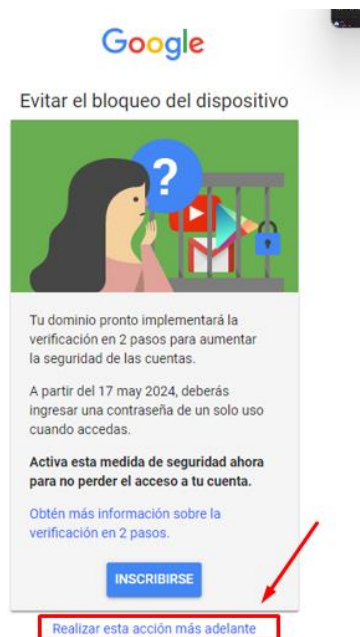 Google
Evitar el bloqueo del dispositivo
?
Tu dominio pronto implementará la
verificación en 2 pasos para aumentar
la seguridad de las cuentas.
A partir del 17 may 2024, deberás
ingresar una contraseña de un solo uso
cuando accedas.
Activa esta medida de seguridad ahora
para no perder el acceso a tu cuenta.
Obtén más información sobre la
verificación en 2 pasos.
INSCRIBIRSE
Realizar esta acción más adelante